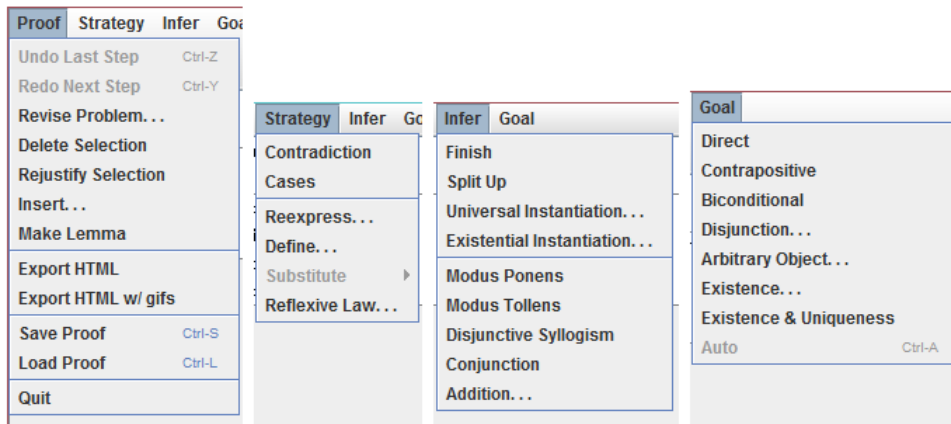 Proof Strategy Infer
Undo Last Step Ctrl-Z
Redo Next Step Ctrl-Y
Revise Problem. . .
Delete Selection
Rejustify Selection
Insert. . .
Make Lemma
Export HTML
Export HTML w/ gifs
Save Proof Ctrl-S
Load Proof Ctrl-L
Quit
Strategy Infer
Contradiction
Cases
Reexpress. . .
Define. . .
Substitute
Reflexive Law. . .
Infer Goal
Finish
Split Up
Universal Instantiation. . .
Existential Instantiation. . .
Modus Ponens
Modus Tollens
Disjunctive Syllogism
Conjunction
Addition. . .
Goal
Direct
Contrapositive
Biconditional
Disjunction. . .
Arbitrary Object. . .
Existence. . .
Existence & Uniqueness
Auto Ctrl-A